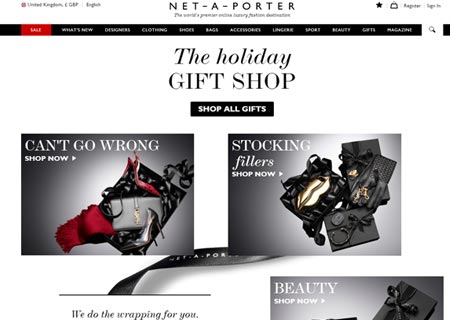 United Kingdom, £ GBP | English
NET-A-PORTER
The world's premier online luxury fashion destination
Register Sign In
SALE WHAT'S NEW DESIGNERS CLOTHING SHOES BAGS ACCESSORIES LINGERIE SPORT BEAUTY GIFTS MAGAZINE
The holiday
GIFT SHOP
SHOP ALL GIFTS
CAN'T GO WRONG
SHOP NOW
STOCKING
fillers
SHOP NOW
NET-A-PORTER
BEAUTY
SHOP NOW
We do the wrapping for you.